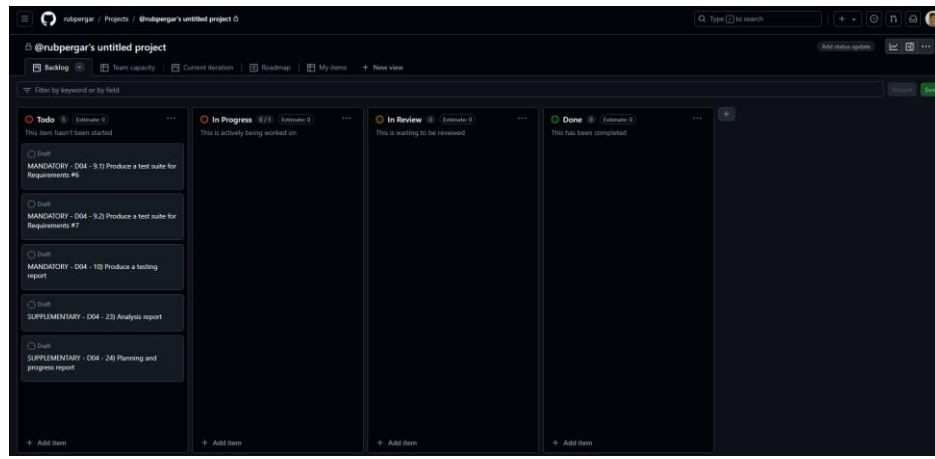 rubpergar / Projects / @rubpergar's untitled project
Type / to search
@rubpergar's untitled project
Add status update
Backlog
Team capacity
Current iteration
Roadmap
My items
+ New view
Filter by keyword or by field
Discard
Save
Todo 5 Estimate: 0
This item hasn't been started
Draft
MANDATORY - D04 - 9.1) Produce a test suite for
Requirements #6
Draft
MANDATORY - D04 - 9.2) Produce a test suite for
Requirements #7
Draft
MANDATORY - D04 - 10) Produce a testing
report
Draft
SUPPLEMENTARY - D04 - 23) Analysis report
Draft
SUPPLEMENTARY - D04 - 24) Planning and
progress report
+ Add item
In Progress 0 / 3 Estimate: 0
This is actively being worked on
+ Add item
In Review 0 Estimate: 0
This is waiting to be reviewed
+ Add item
Done 0 Estimate: 0
This has been completed
+ Add item